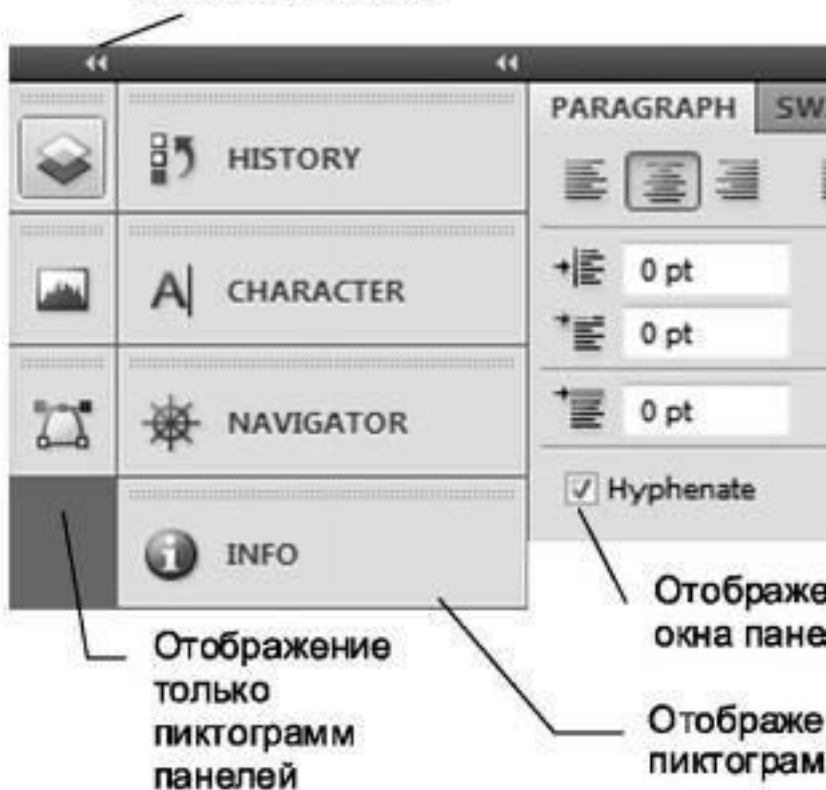 HISTORY
CHARACTER
NAVIGATOR
INFO
PARAGRAPH SW
0 pt
0 pt
0 pt
Hyphenate
Отображение
только
пиктограмм
панелей
Отображе
окна пане
Отображе
пиктограм